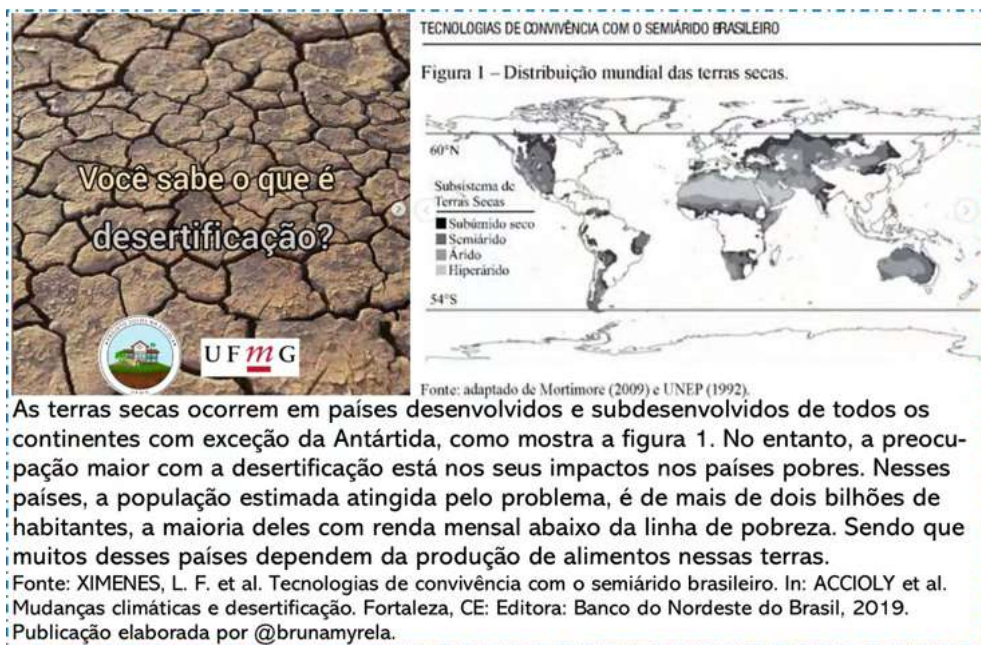 Você sabe o que é
desertificação?
UFmG
TECNOLOGIAS DE CONVIVÊNCIA COM O SEMIÁRIDO BRASILEIRO
Figura 1 – Distribuição mundial das terras secas.
60°N
Subsistema de
Terras Secas
Subúmido seco
Semiárido
Árido
Hiperárido
54°S
Fonte: adaptado de Mortimore (2009) e UNEP (1992).
As terras secas ocorrem em países desenvolvidos e subdesenvolvidos de todos os
continentes com exceção da Antártida, como mostra a figura 1. No entanto, a preocu-
pação maior com a desertificação está nos seus impactos nos países pobres. Nesses
países, a população estimada atingida pelo problema, é de mais de dois bilhões de
habitantes, a maioria deles com renda mensal abaixo da linha de pobreza. Sendo que
muitos desses países dependem da produção de alimentos nessas terras.
Fonte: XIMENES, L. F. et al. Tecnologias de convivência com o semiárido brasileiro. In: ACCIOLY et al.
Mudanças climáticas e desertificação. Fortaleza, CE: Editora: Banco do Nordeste do Brasil, 2019.
Publicação elaborada por @brunamyrela.